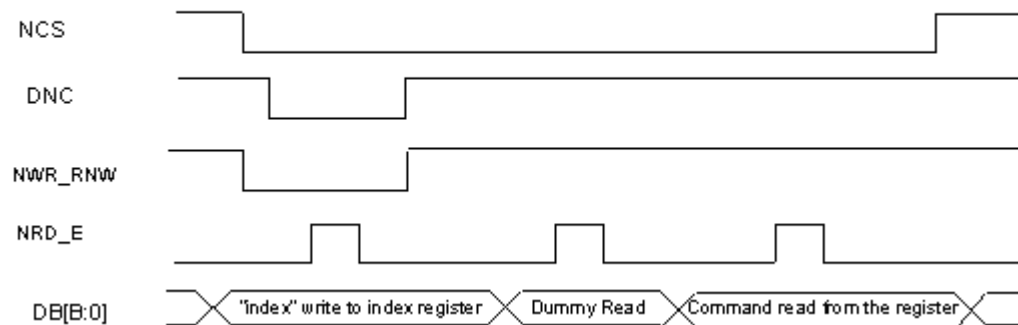 NCS
DNC
NWR_RNW
NRD_E
DB[B:0]
"index" write to index register
Dummy Read
Command read from the register